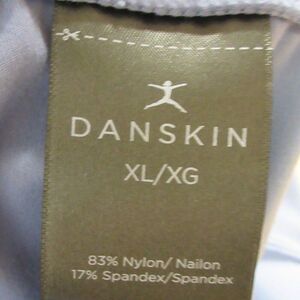 DANSKIN
XL/XG
83% Nylon/ Nailon
17% Spandex/Spandex